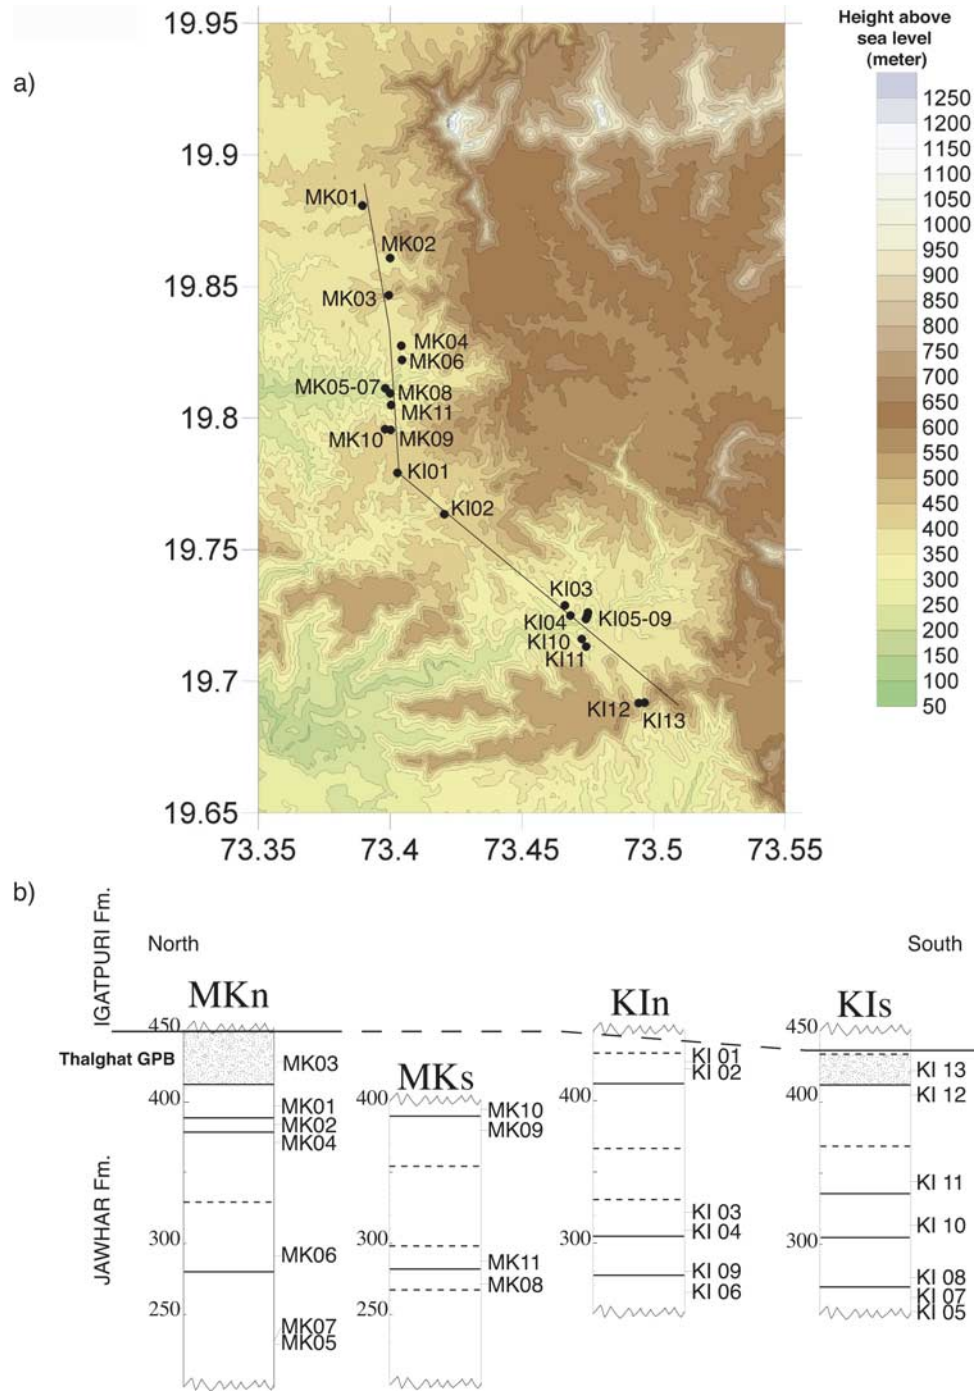 a)
Height above
sea level
(meter)
1250
1200
1150
1100
1050
1000
950
900
850
800
750
700
650
600
550
500
450
400
350
300
250
200
150
100
50
19.95
19.9
19.85
19.8
19.75
19.7
19.65
73.35 73.4 73.45 73.5 73.55
MK01
MK02
MK03
MK04
MK06
MK05-07 MK08
MK11
MK10 MK09
KI01
KI02
KI03
KI04 KI05-09
KI10
KI11
KI12 KI13
b)
IGATPURI Fm.
JAWHAR Fm.
North South
MKn
450
Thalghat GPB
400
300
250
MK03
MK01
MK02
MK04
MK06
MK07
MK05
MKs
400
300
250
MK10
MK09
MK11
MK08
KIn
400
300
KI 01
KI 02
KI 03
KI 04
KI 09
KI 06
KIs
450
400
300
KI 13
KI 12
KI 11
KI 10
KI 08
KI 07
KI 05